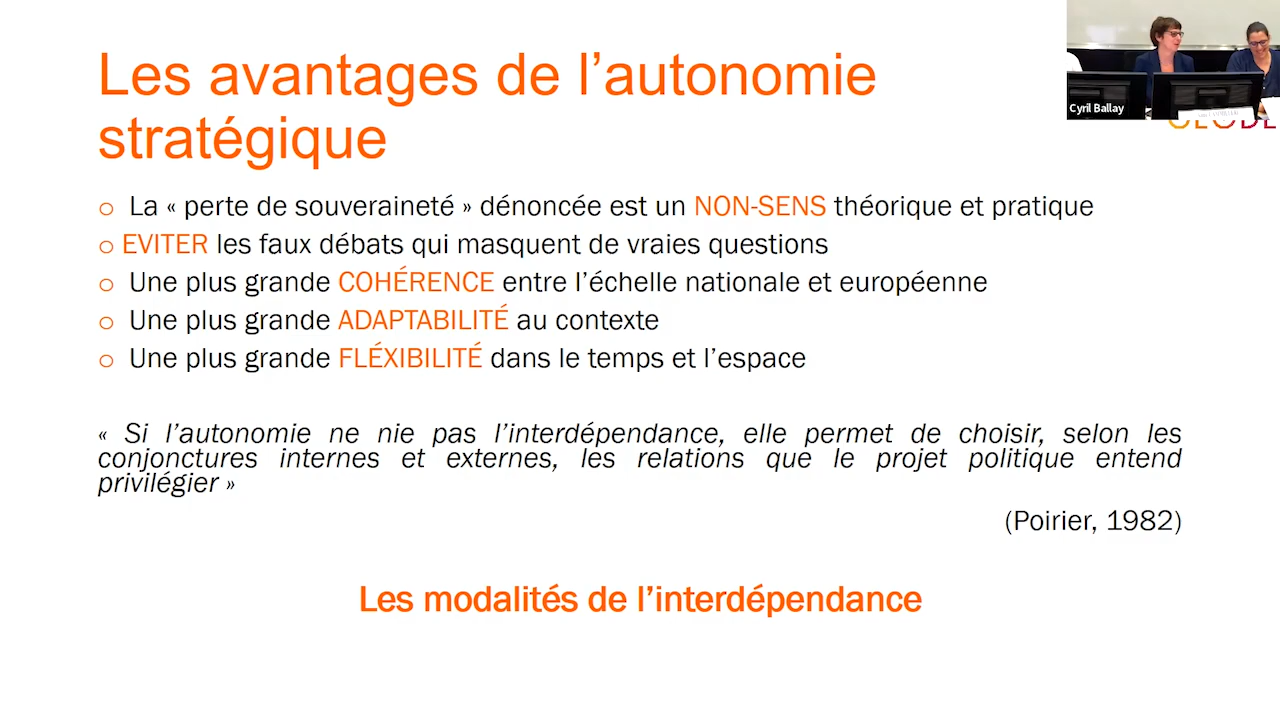 Les avantages de l’autonomie
stratégique
o La « perte de souveraineté » dénoncée est un NON-SENS théorique et pratique
o EVITER les faux débats qui masquent de vraies questions
o Une plus grande COHÉRENCE entre l’échelle nationale et européenne
o Une plus grande ADAPTABILITÉ au contexte
o Une plus grande FLÉXIBILITÉ dans le temps et l’espace
« Si l’autonomie ne nie pas l’interdépendance, elle permet de choisir, selon les
conjonctures internes et externes, les relations que le projet politique entend
privilégier »
(Poirier, 1982)
Les modalités de l’interdépendance
Cyril Ballay